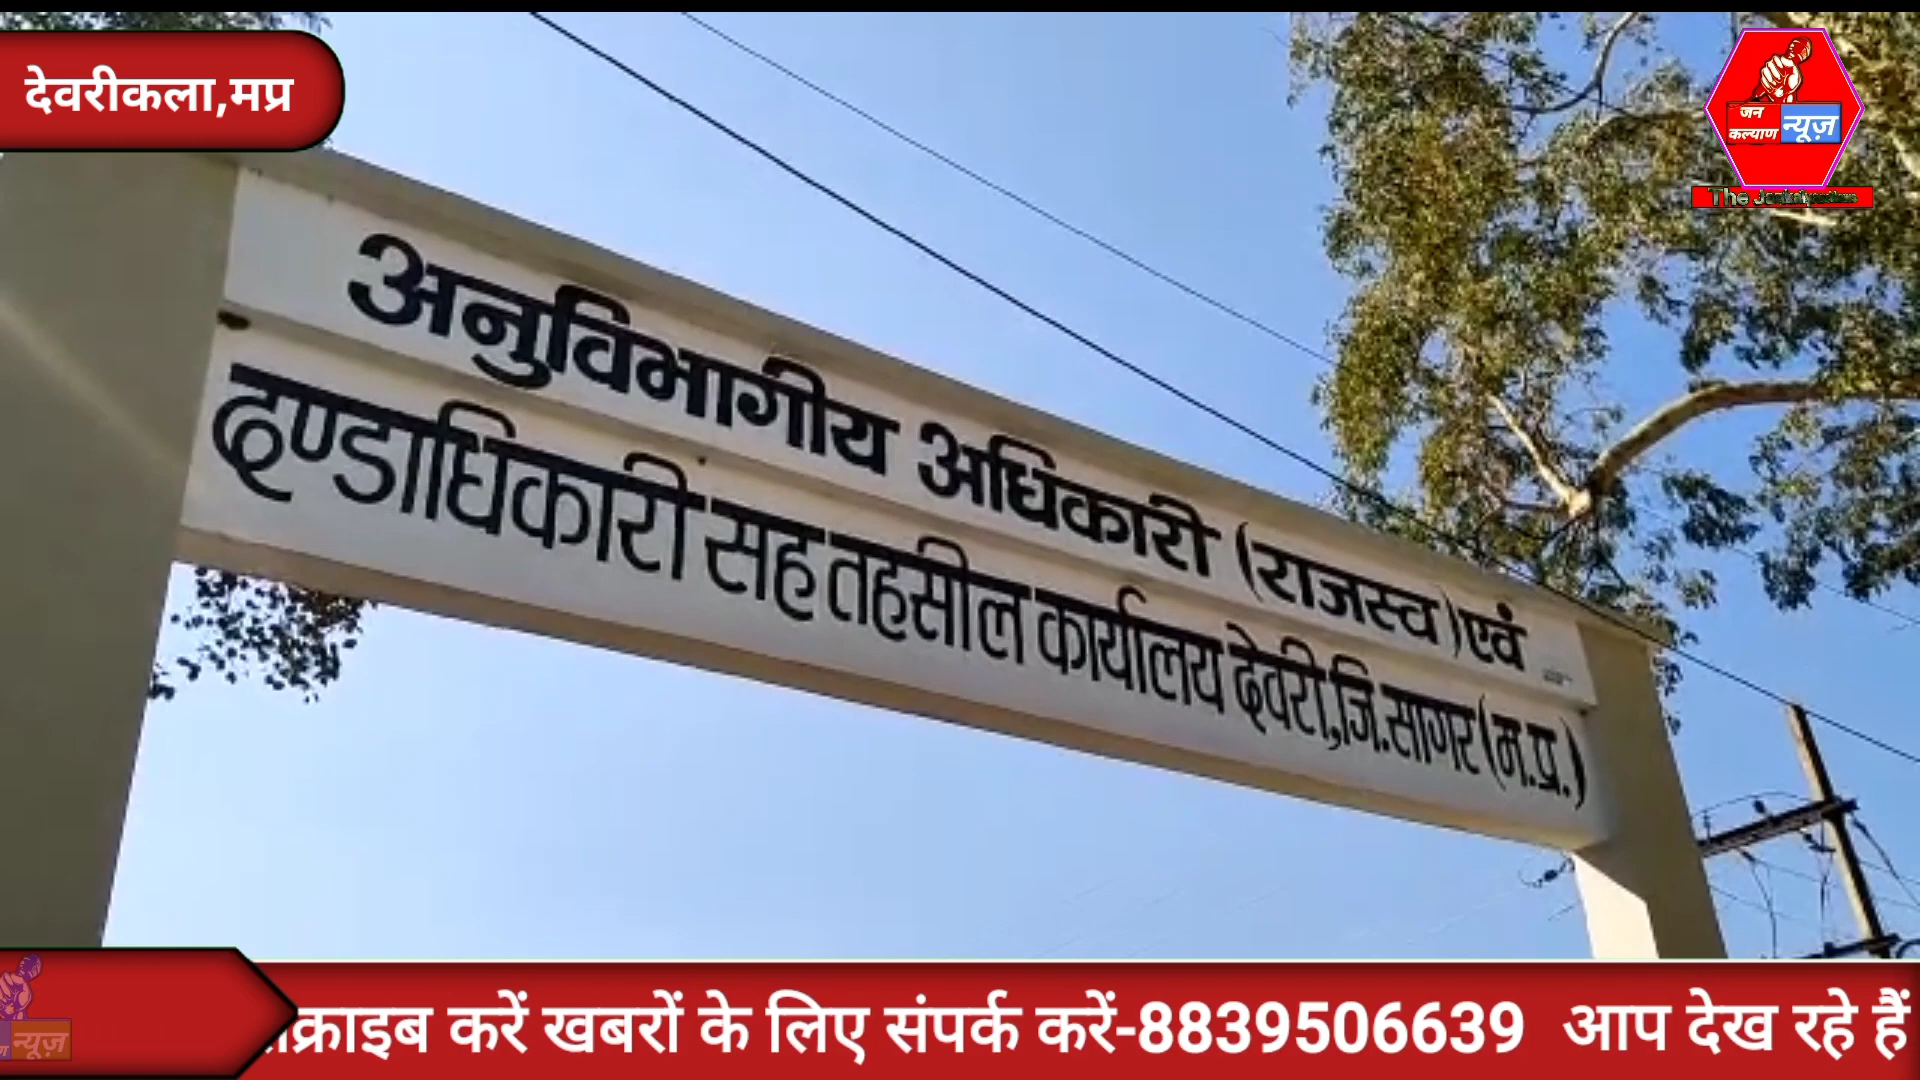 देवरीकला,मप्र
जन
कल्याण
न्यूज़
The
अनुविभागीय अधिकारी (राजस्व) एवं
दण्डाधिकारी सह तहसील कार्यालय देवरी,जि.सागर (म.प्र.)
करें खबरों के लिए संपर्क करें-8839506639 आप देख रहे हैं
न्यूज़